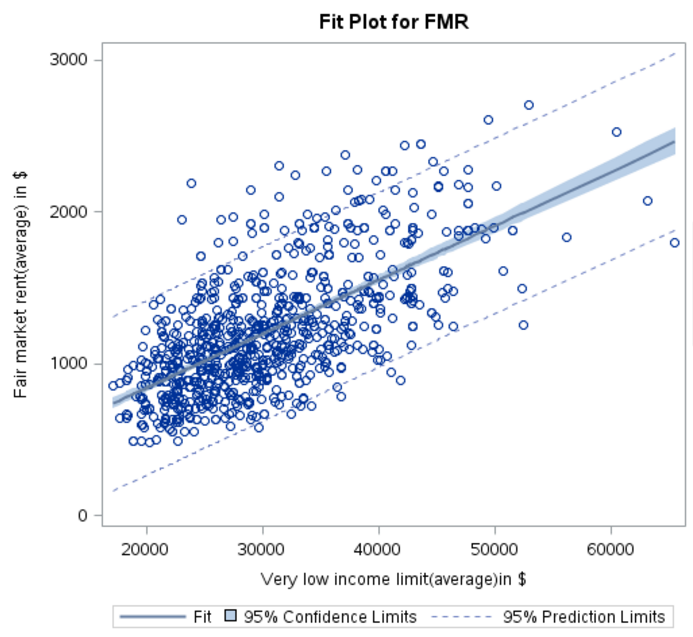 Fit Plot for FMR
3000
2000
1000
0
Fair market rent(average) in $
20000 30000 40000 50000 60000
Very low income limit(average)in $
Fit 95% Confidence Limits 95% Prediction Limits